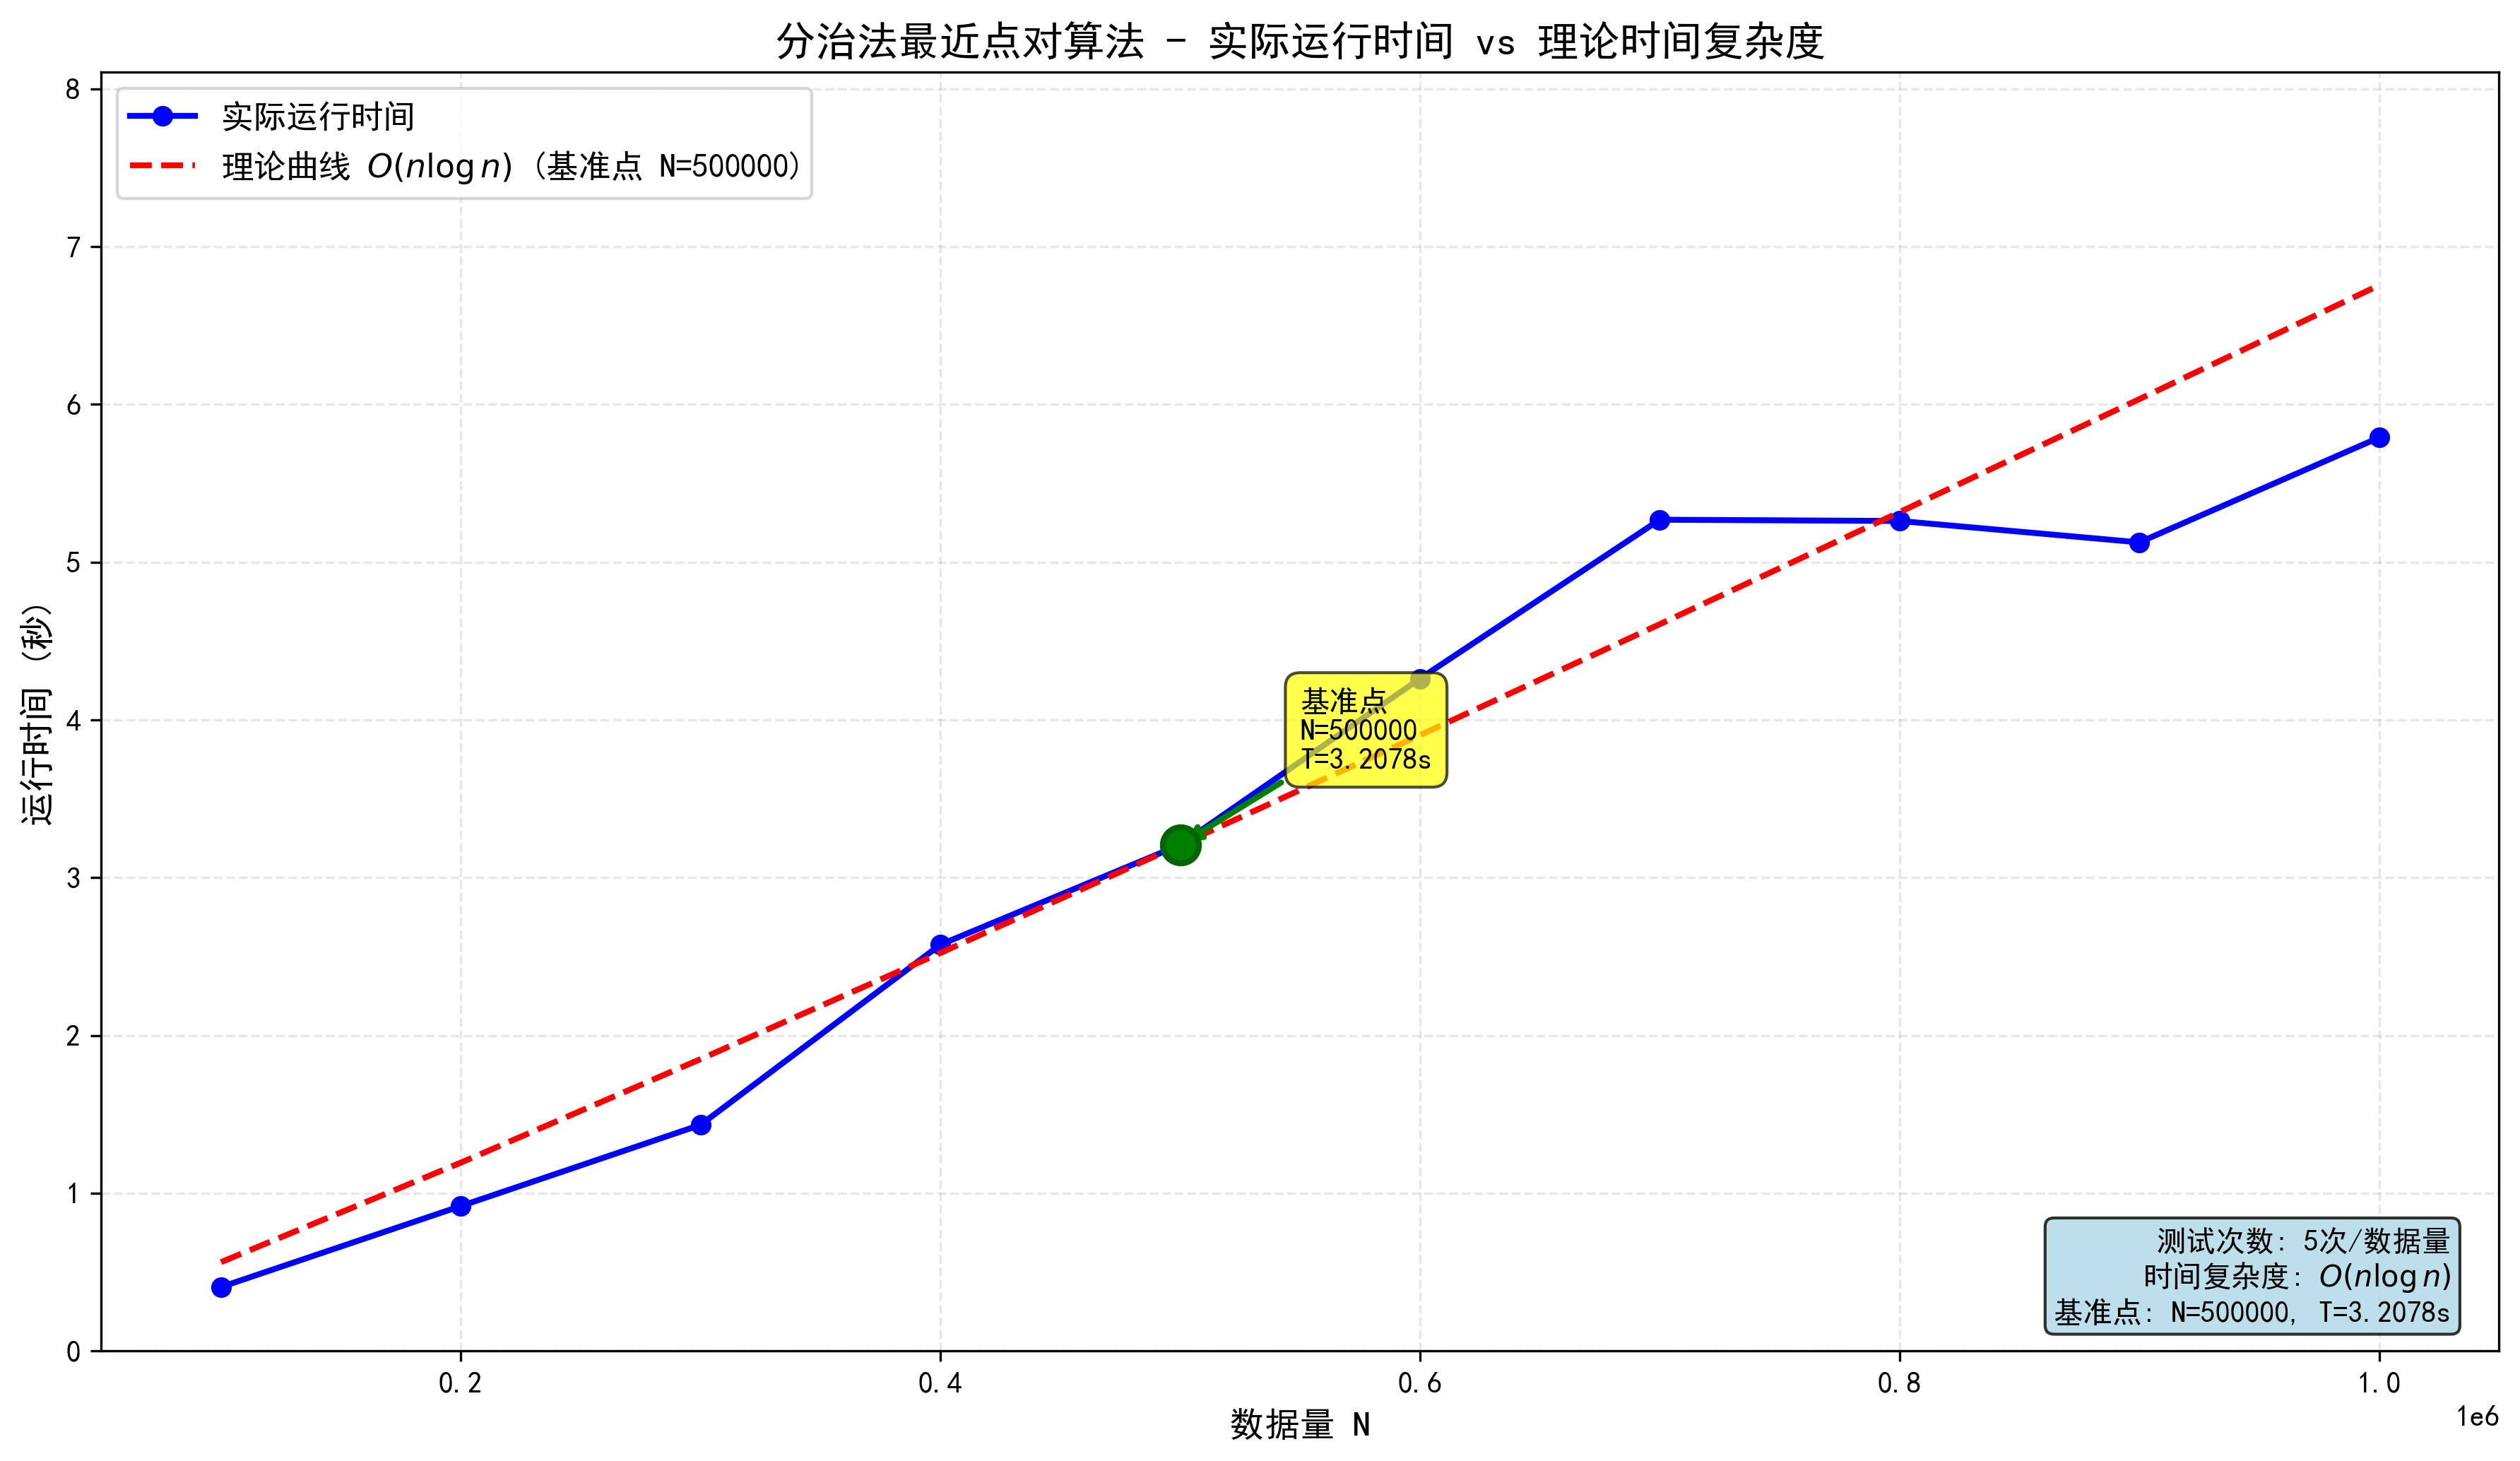 分治法最近点对算法 - 实际运行时间 vs 理论时间复杂度
8
7
6
5
4
3
2
1
0
运行时间 (秒)
实际运行时间
理论曲线 O(n log n) (基准点 N=500000)
基准点
N=500000
T=3.2078s
测试次数: 5次/数据量
时间复杂度: O(n log n)
基准点: N=500000, T=3.2078s
0.2 0.4 0.6 0.8 1.0
1e6
数据量 N